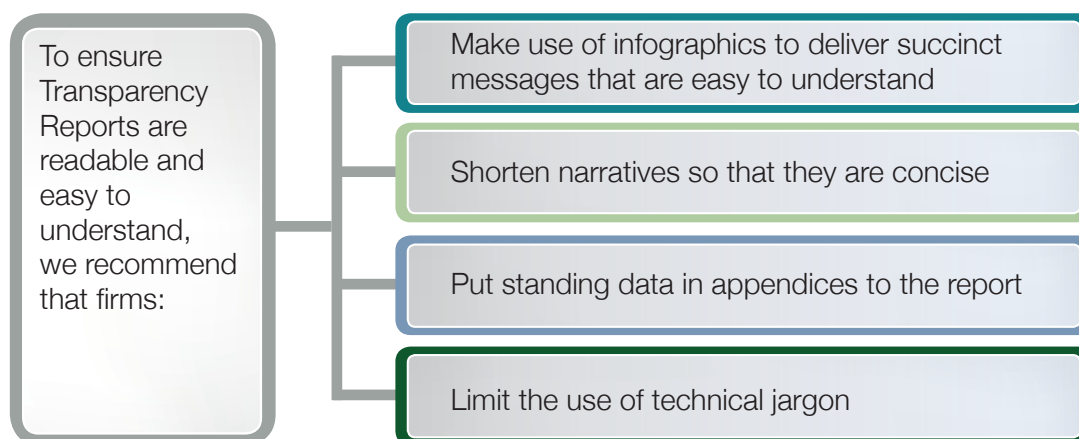 To ensure
Transparency
Reports are
readable and
easy to
understand,
we recommend
that firms:
Make use of infographics to deliver succinct
messages that are easy to understand
Shorten narratives so that they are concise
Put standing data in appendices to the report
Limit the use of technical jargon